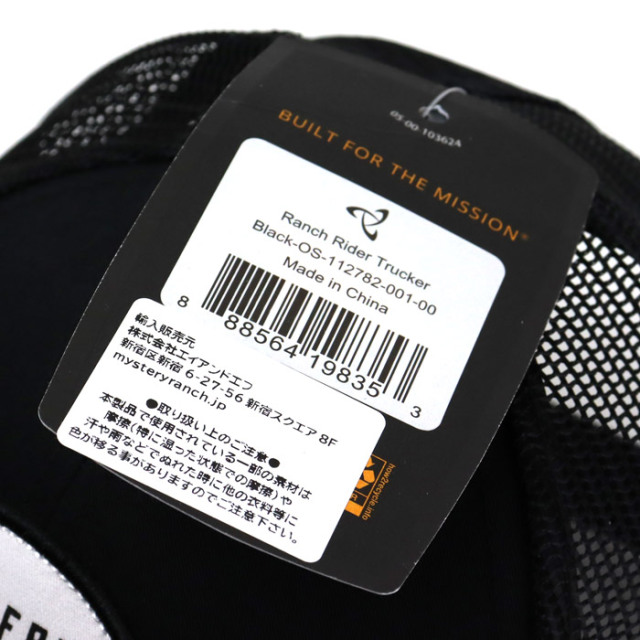 05-00-10362A
BUILT FOR THE MISSION®
Ranch Rider Trucker
Black-OS-112782-001-00
Made in China
8 88564 19835 3
輸入販売元
株式会社エイアンドエフ
新宿区新宿 6-27-56 新宿スクエア 8F
mysteryranch.jp
●取り扱い上のご注意●
本製品で使用されている一部の素材は
摩擦(特に湿った状態での摩擦)や
汗や雨などでぬれた時に他の衣料等に
色が移る事がありますのでご注意下さい。
how2recycle.info